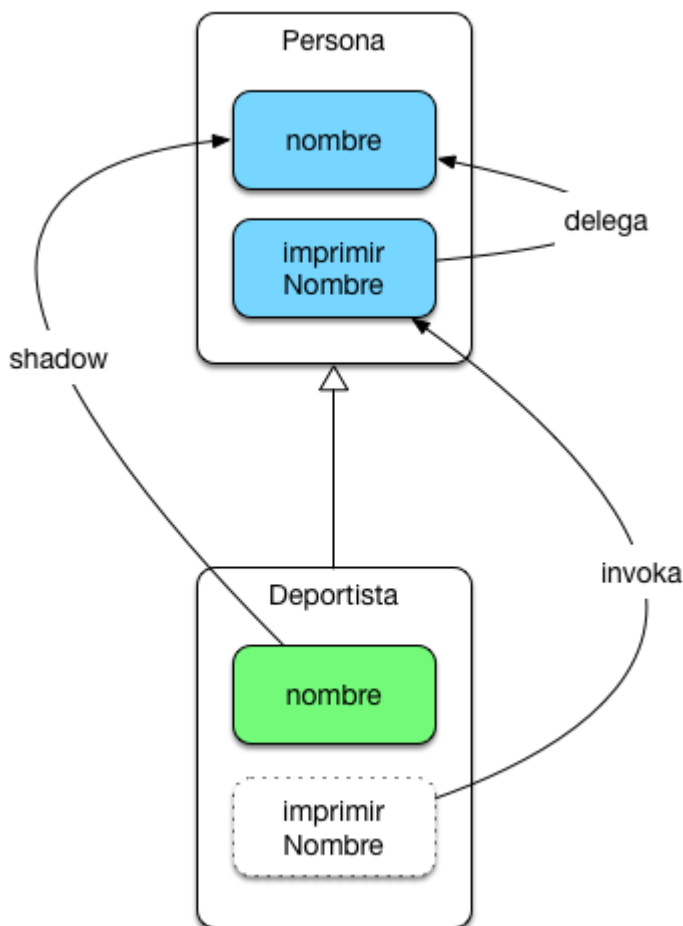 Persona
nombre
delega
imprimir
Nombre
shadow
invoka
Deportista
nombre
imprimir
Nombre